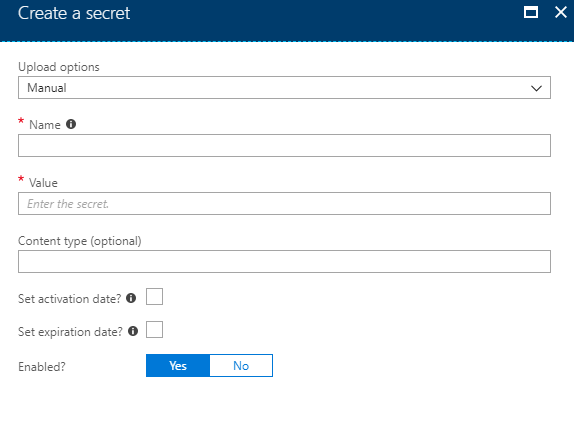 Create a secret
Upload options
Manual
* Name
* Value
Enter the secret.
Content type (optional)
Set activation date?
Set expiration date?
Enabled? Yes No